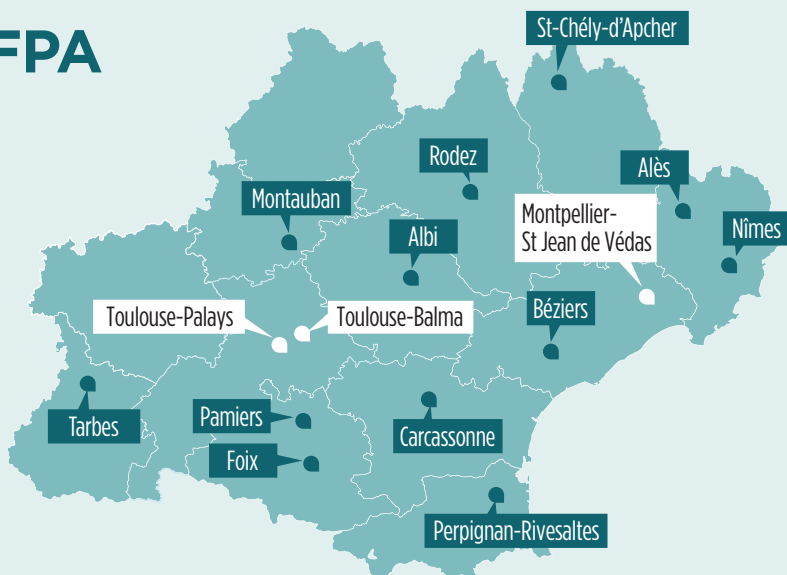 FPA
St-Chély-d'Apcher
Rodez
Alès
Montauban
Montpellier-
St Jean de Védas
Albi
Nîmes
Toulouse-Palays
Toulouse-Balma
Béziers
Tarbes
Pamiers
Carcassonne
Foix
Perpignan-Rivesaltes